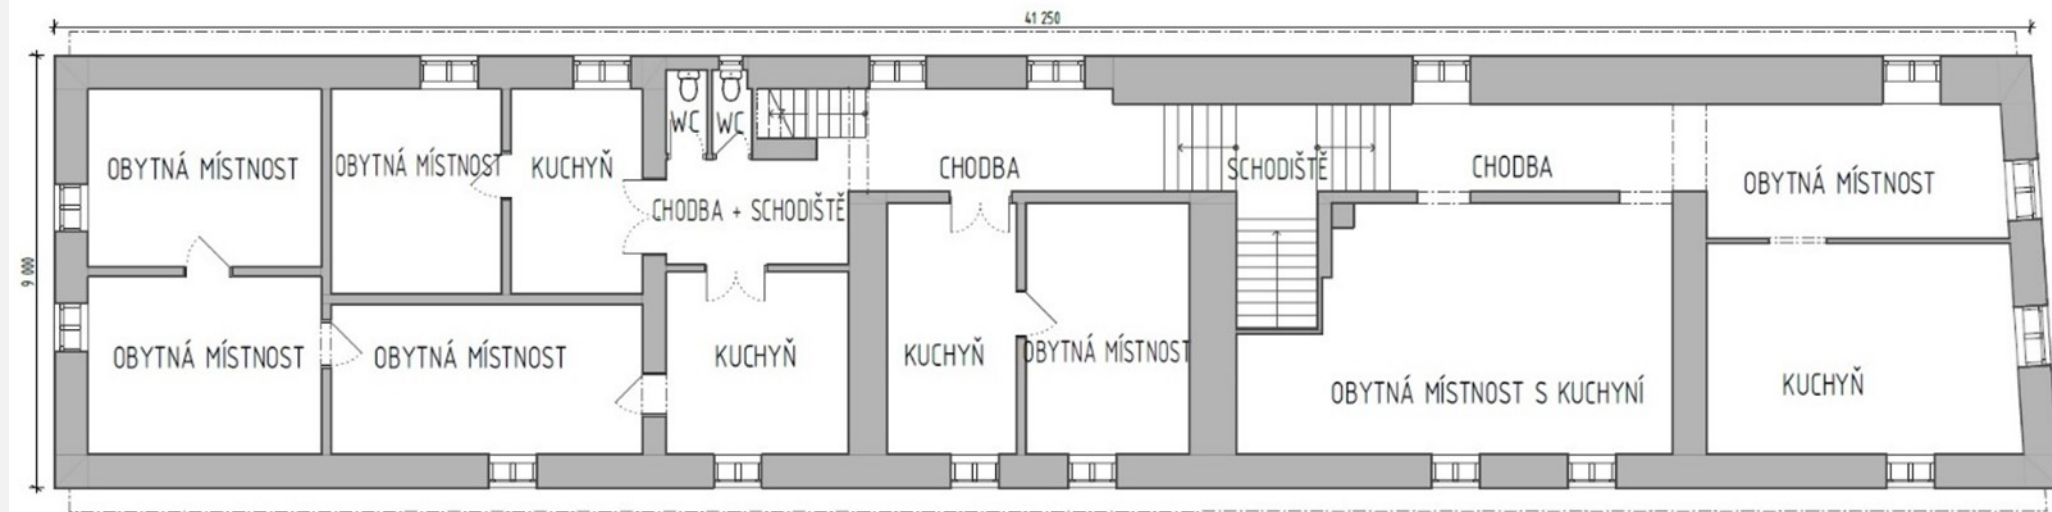 41 250
9 000
WC
WC
OBYTNÁ MÍSTNOST
OBYTNÁ MÍSTNOST
KUCHYŇ
CHODBA
SCHODIŠTĚ
CHODBA
OBYTNÁ MÍSTNOST
CHODBA + SCHODIŠTĚ
OBYTNÁ MÍSTNOST
OBYTNÁ MÍSTNOST
KUCHYŇ
KUCHYŇ
OBYTNÁ MÍSTNOST
OBYTNÁ MÍSTNOST S KUCHYNÍ
KUCHYŇ